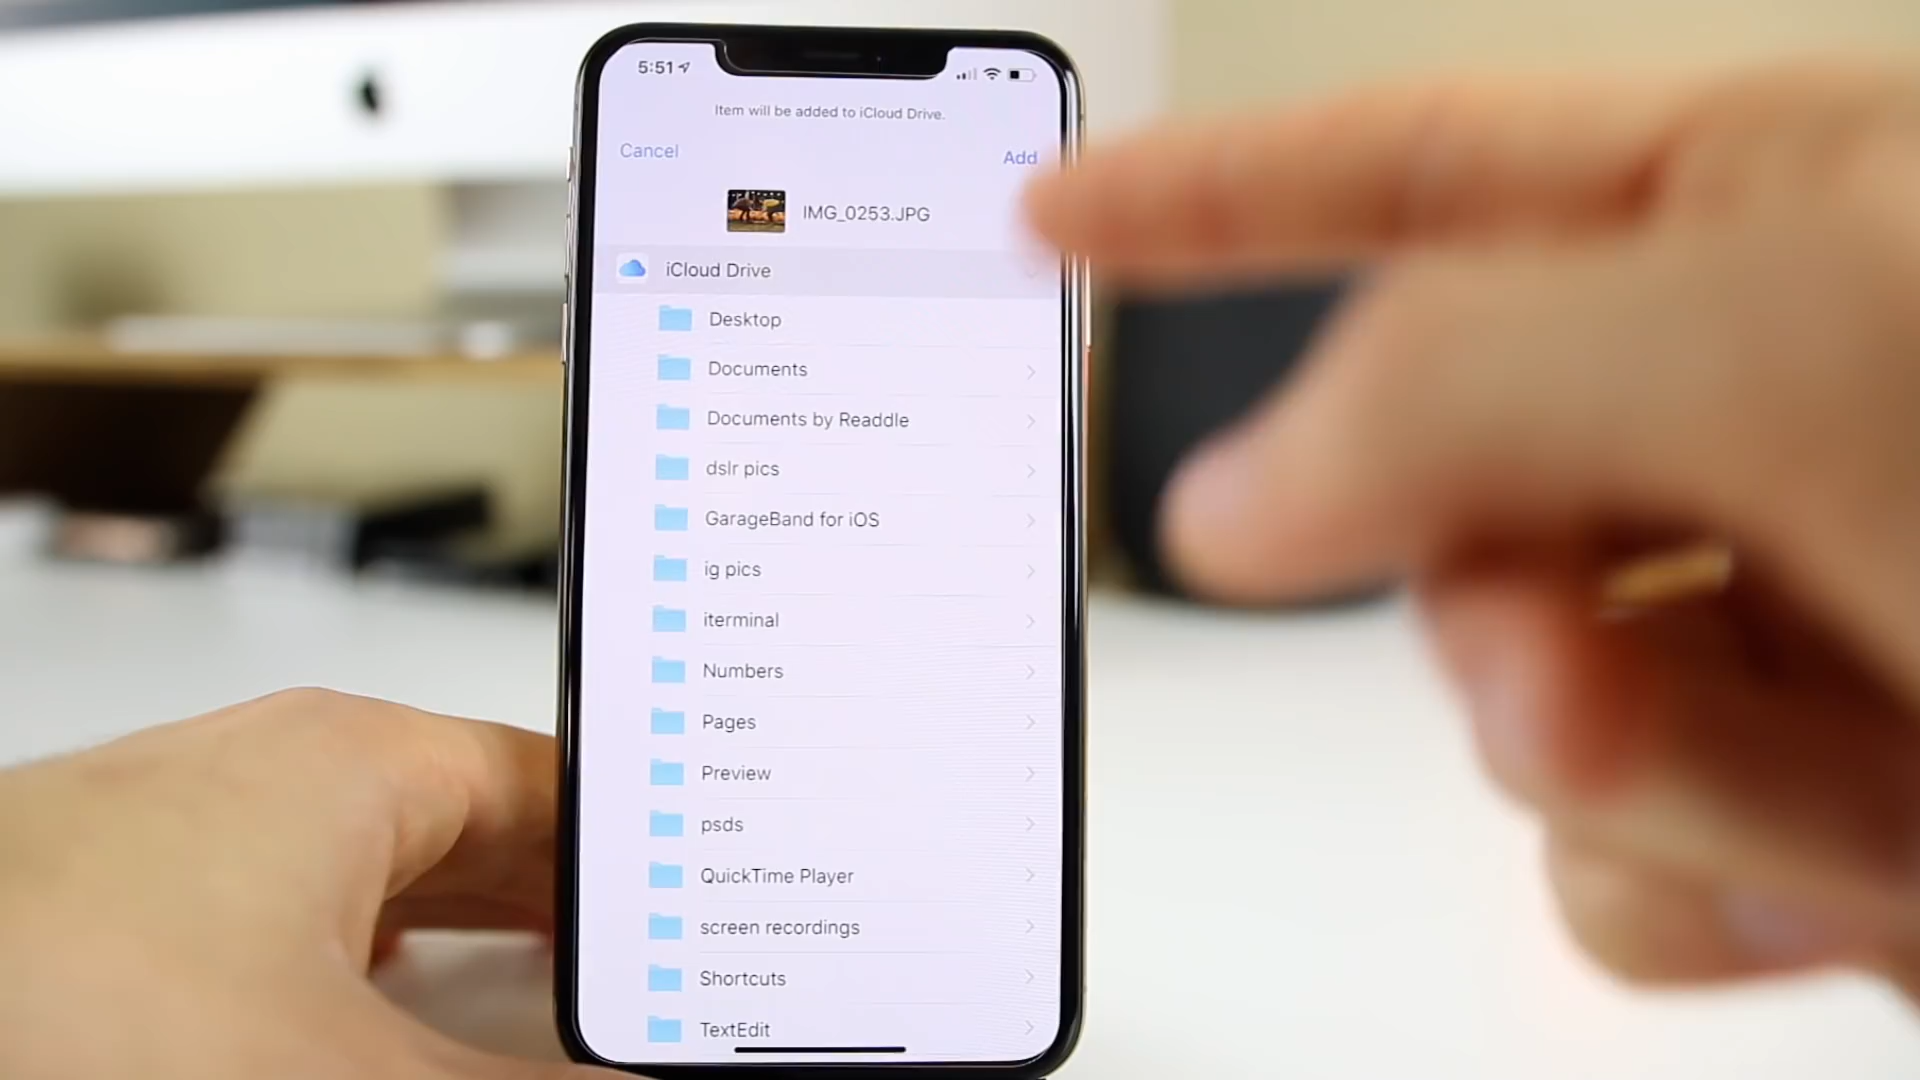 5:51
Item will be added to iCloud Drive.
Cancel
Add
IMG_0253.JPG
iCloud Drive
Desktop
Documents
Documents by Readdle
dslr pics
GarageBand for iOS
ig pics
iterminal
Numbers
Pages
Preview
psds
QuickTime Player
screen recordings
Shortcuts
TextEdit